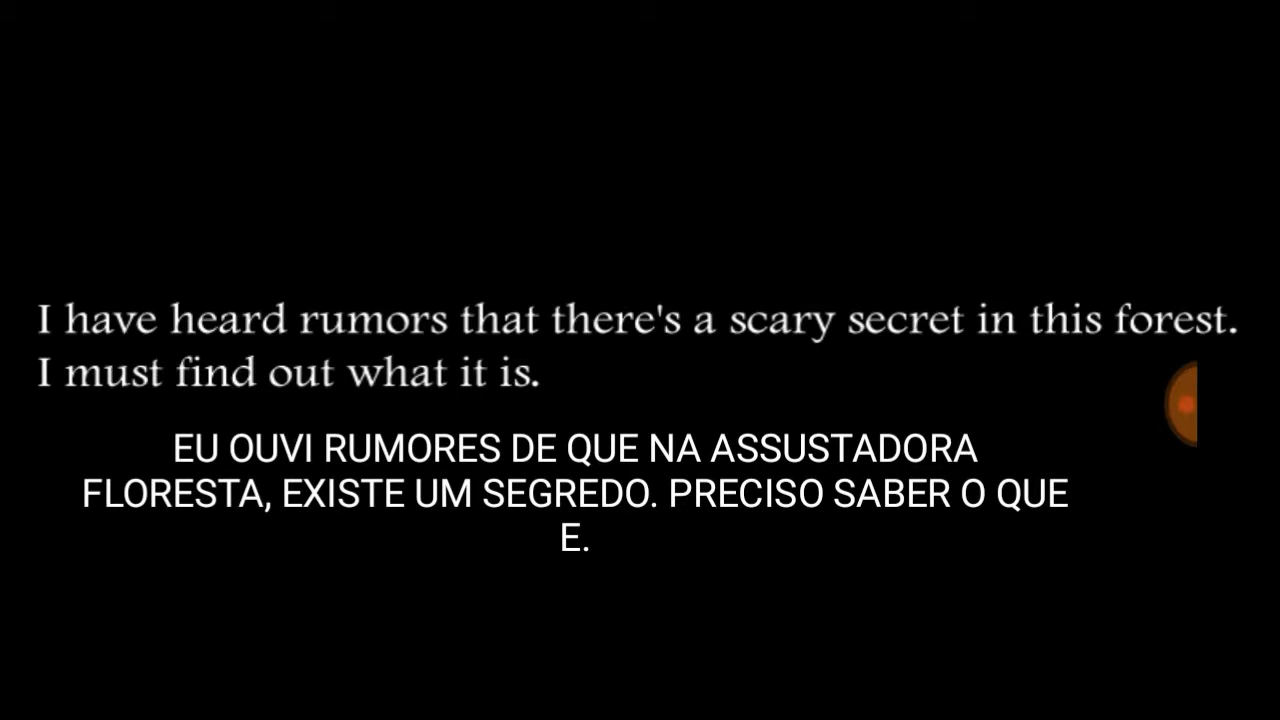 I have heard rumors that there's a scary secret in this forest.
I must find out what it is.
EU OUVI RUMORES DE QUE NA ASSUSTADORA
FLORESTA, EXISTE UM SEGREDO. PRECISO SABER O QUE
E.